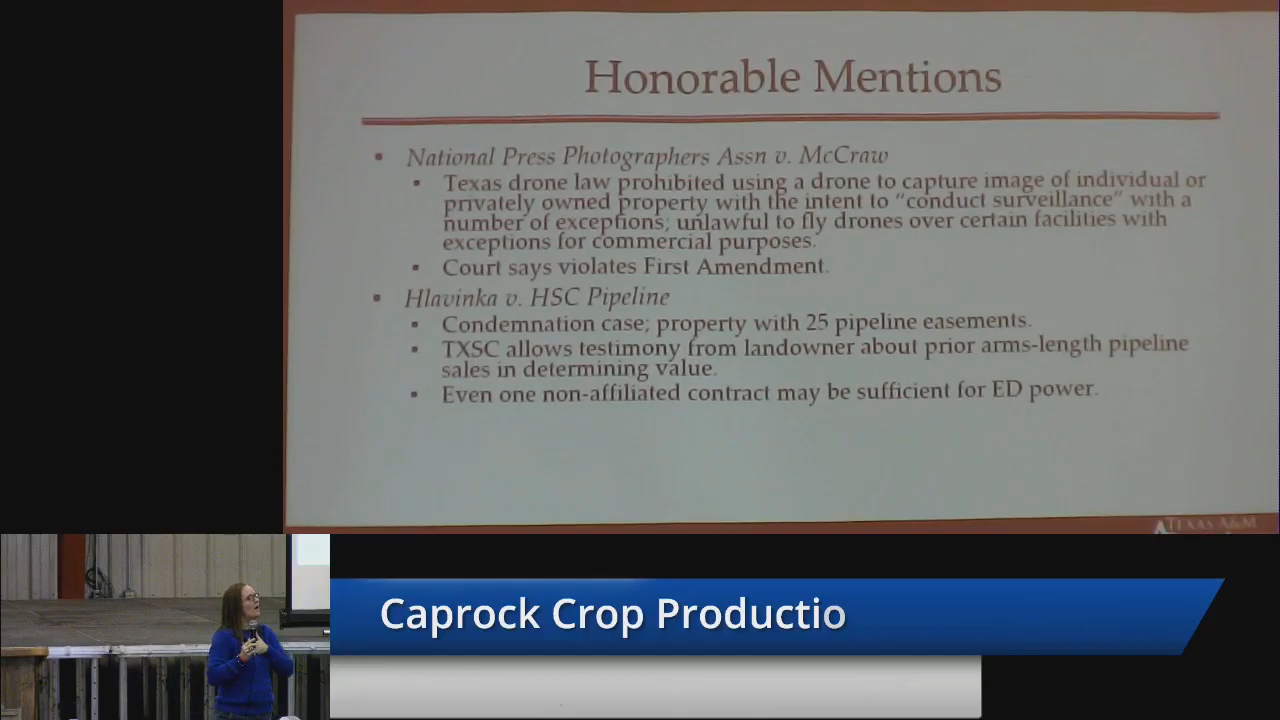 Honorable Mentions
• National Press Photographers Assn v. McCraw
▪ Texas drone law prohibited using a drone to capture image of individual or
privately owned property with the intent to “conduct surveillance” with a
number of exceptions; unlawful to fly drones over certain facilities with
exceptions for commercial purposes.
▪ Court says violates First Amendment.
• Hlavinka v. HSC Pipeline
▪ Condemnation case; property with 25 pipeline easements.
▪ TXSC allows testimony from landowner about prior arms-length pipeline
sales in determining value.
▪ Even one non-affiliated contract may be sufficient for ED power.
TEXAS A&M
Caprock Crop Productio